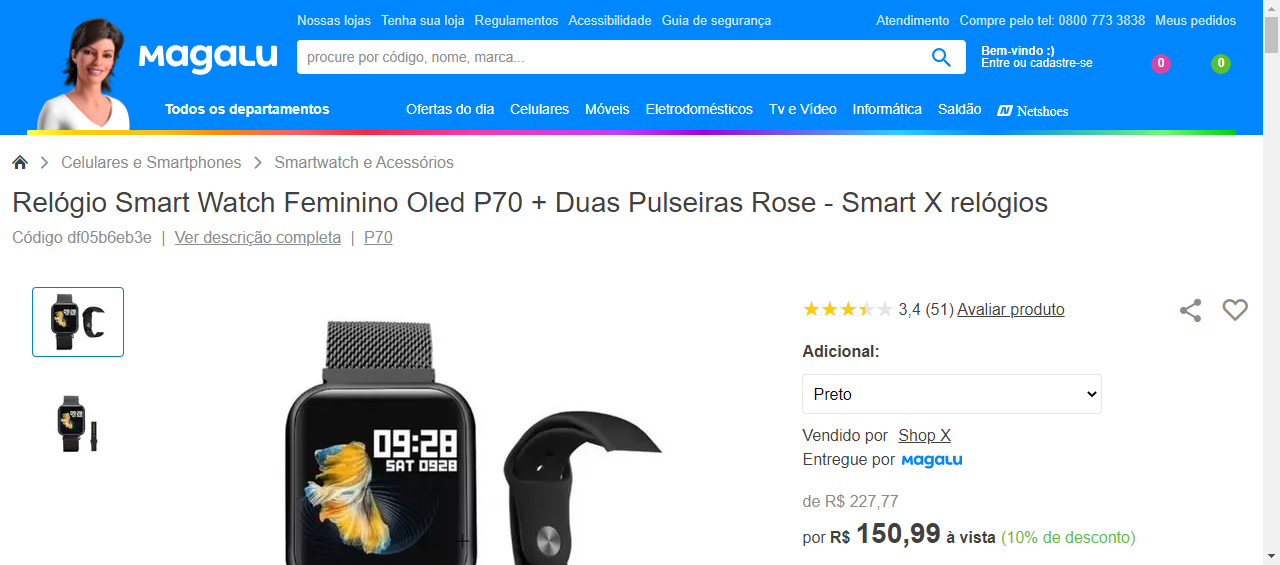 Nossas lojas Tenha sua loja Regulamentos Acessibilidade Guia de segurança Atendimento Compre pelo tel: 0800 773 3838 Meus pedidos
MAGALU procure por código, nome, marca... Bem-vindo :)
Entre ou cadastre-se 0 0
Todos os departamentos Ofertas do dia Celulares Móveis Eletrodomésticos Tv e Vídeo Informática Saldão N Netshoes
Celulares e Smartphones Smartwatch e Acessórios
Relógio Smart Watch Feminino Oled P70 + Duas Pulseiras Rose - Smart X relógios
Código df05b6eb3e | Ver descrição completa | P70
3,4 (51) Avaliar produto
Adicional:
Preto
Vendido por Shop X
Entregue por MAGALU
de R$ 227,77
por R$ 150,99 à vista (10% de desconto)
09:28
SAT 0928